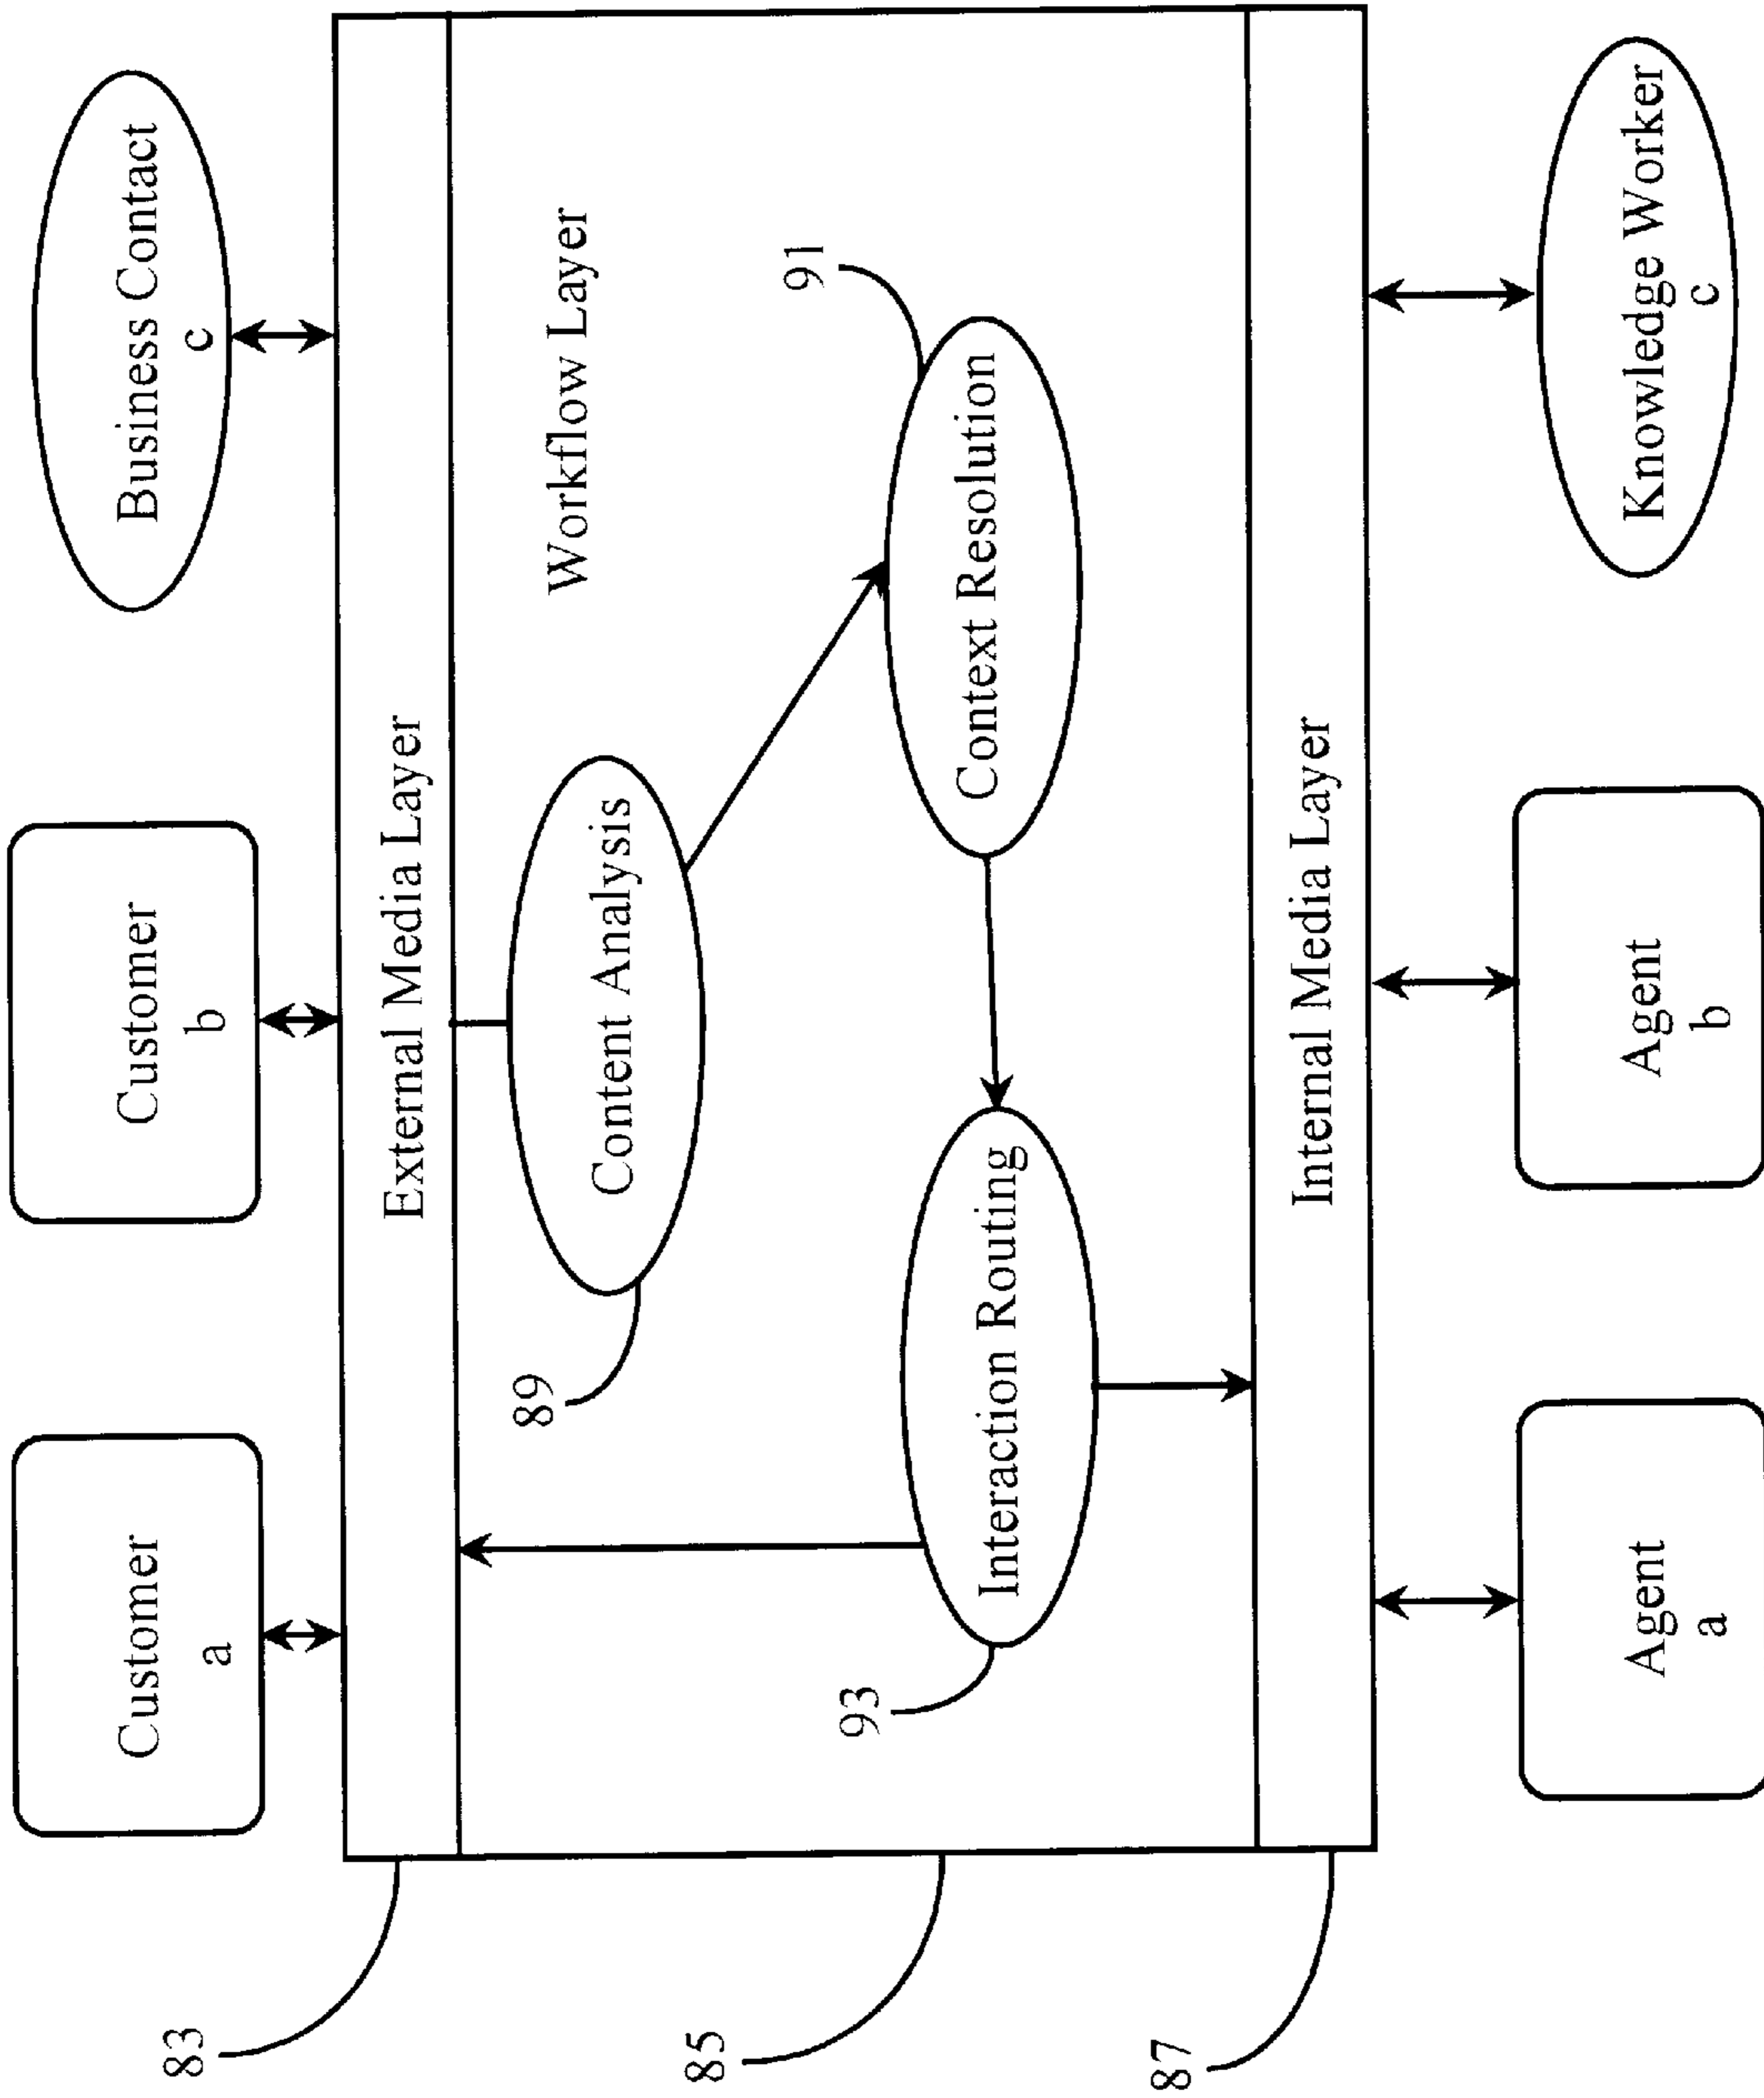 Customer
a
Customer
b
Business Contact
c
83
External Media Layer
Workflow Layer
89
Content Analysis
91
85
93
Interaction Routing
Context Resolution
87
Internal Media Layer
Agent
a
Agent
b
Knowledge Worker
c